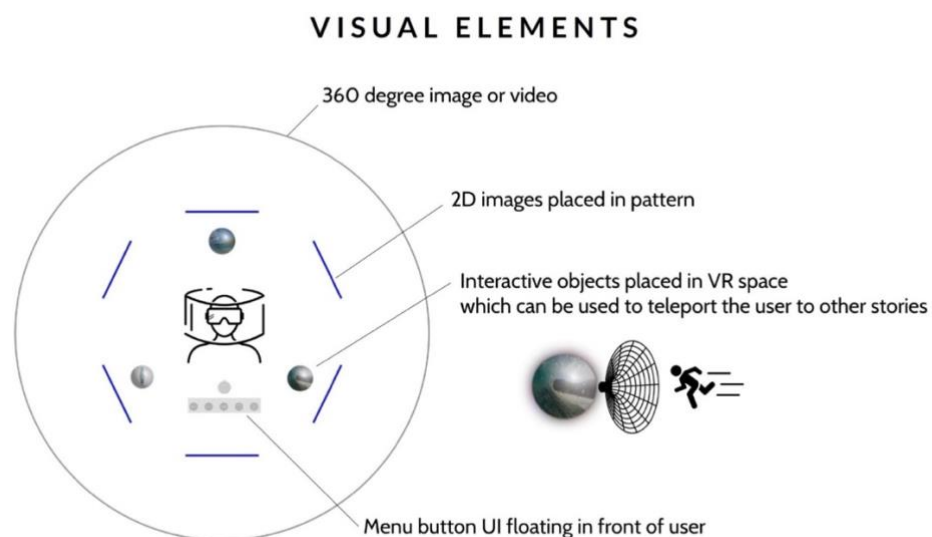 VISUAL ELEMENTS
360 degree image or video
2D images placed in pattern
Interactive objects placed in VR space
which can be used to teleport the user to other stories
Menu button UI floating in front of user